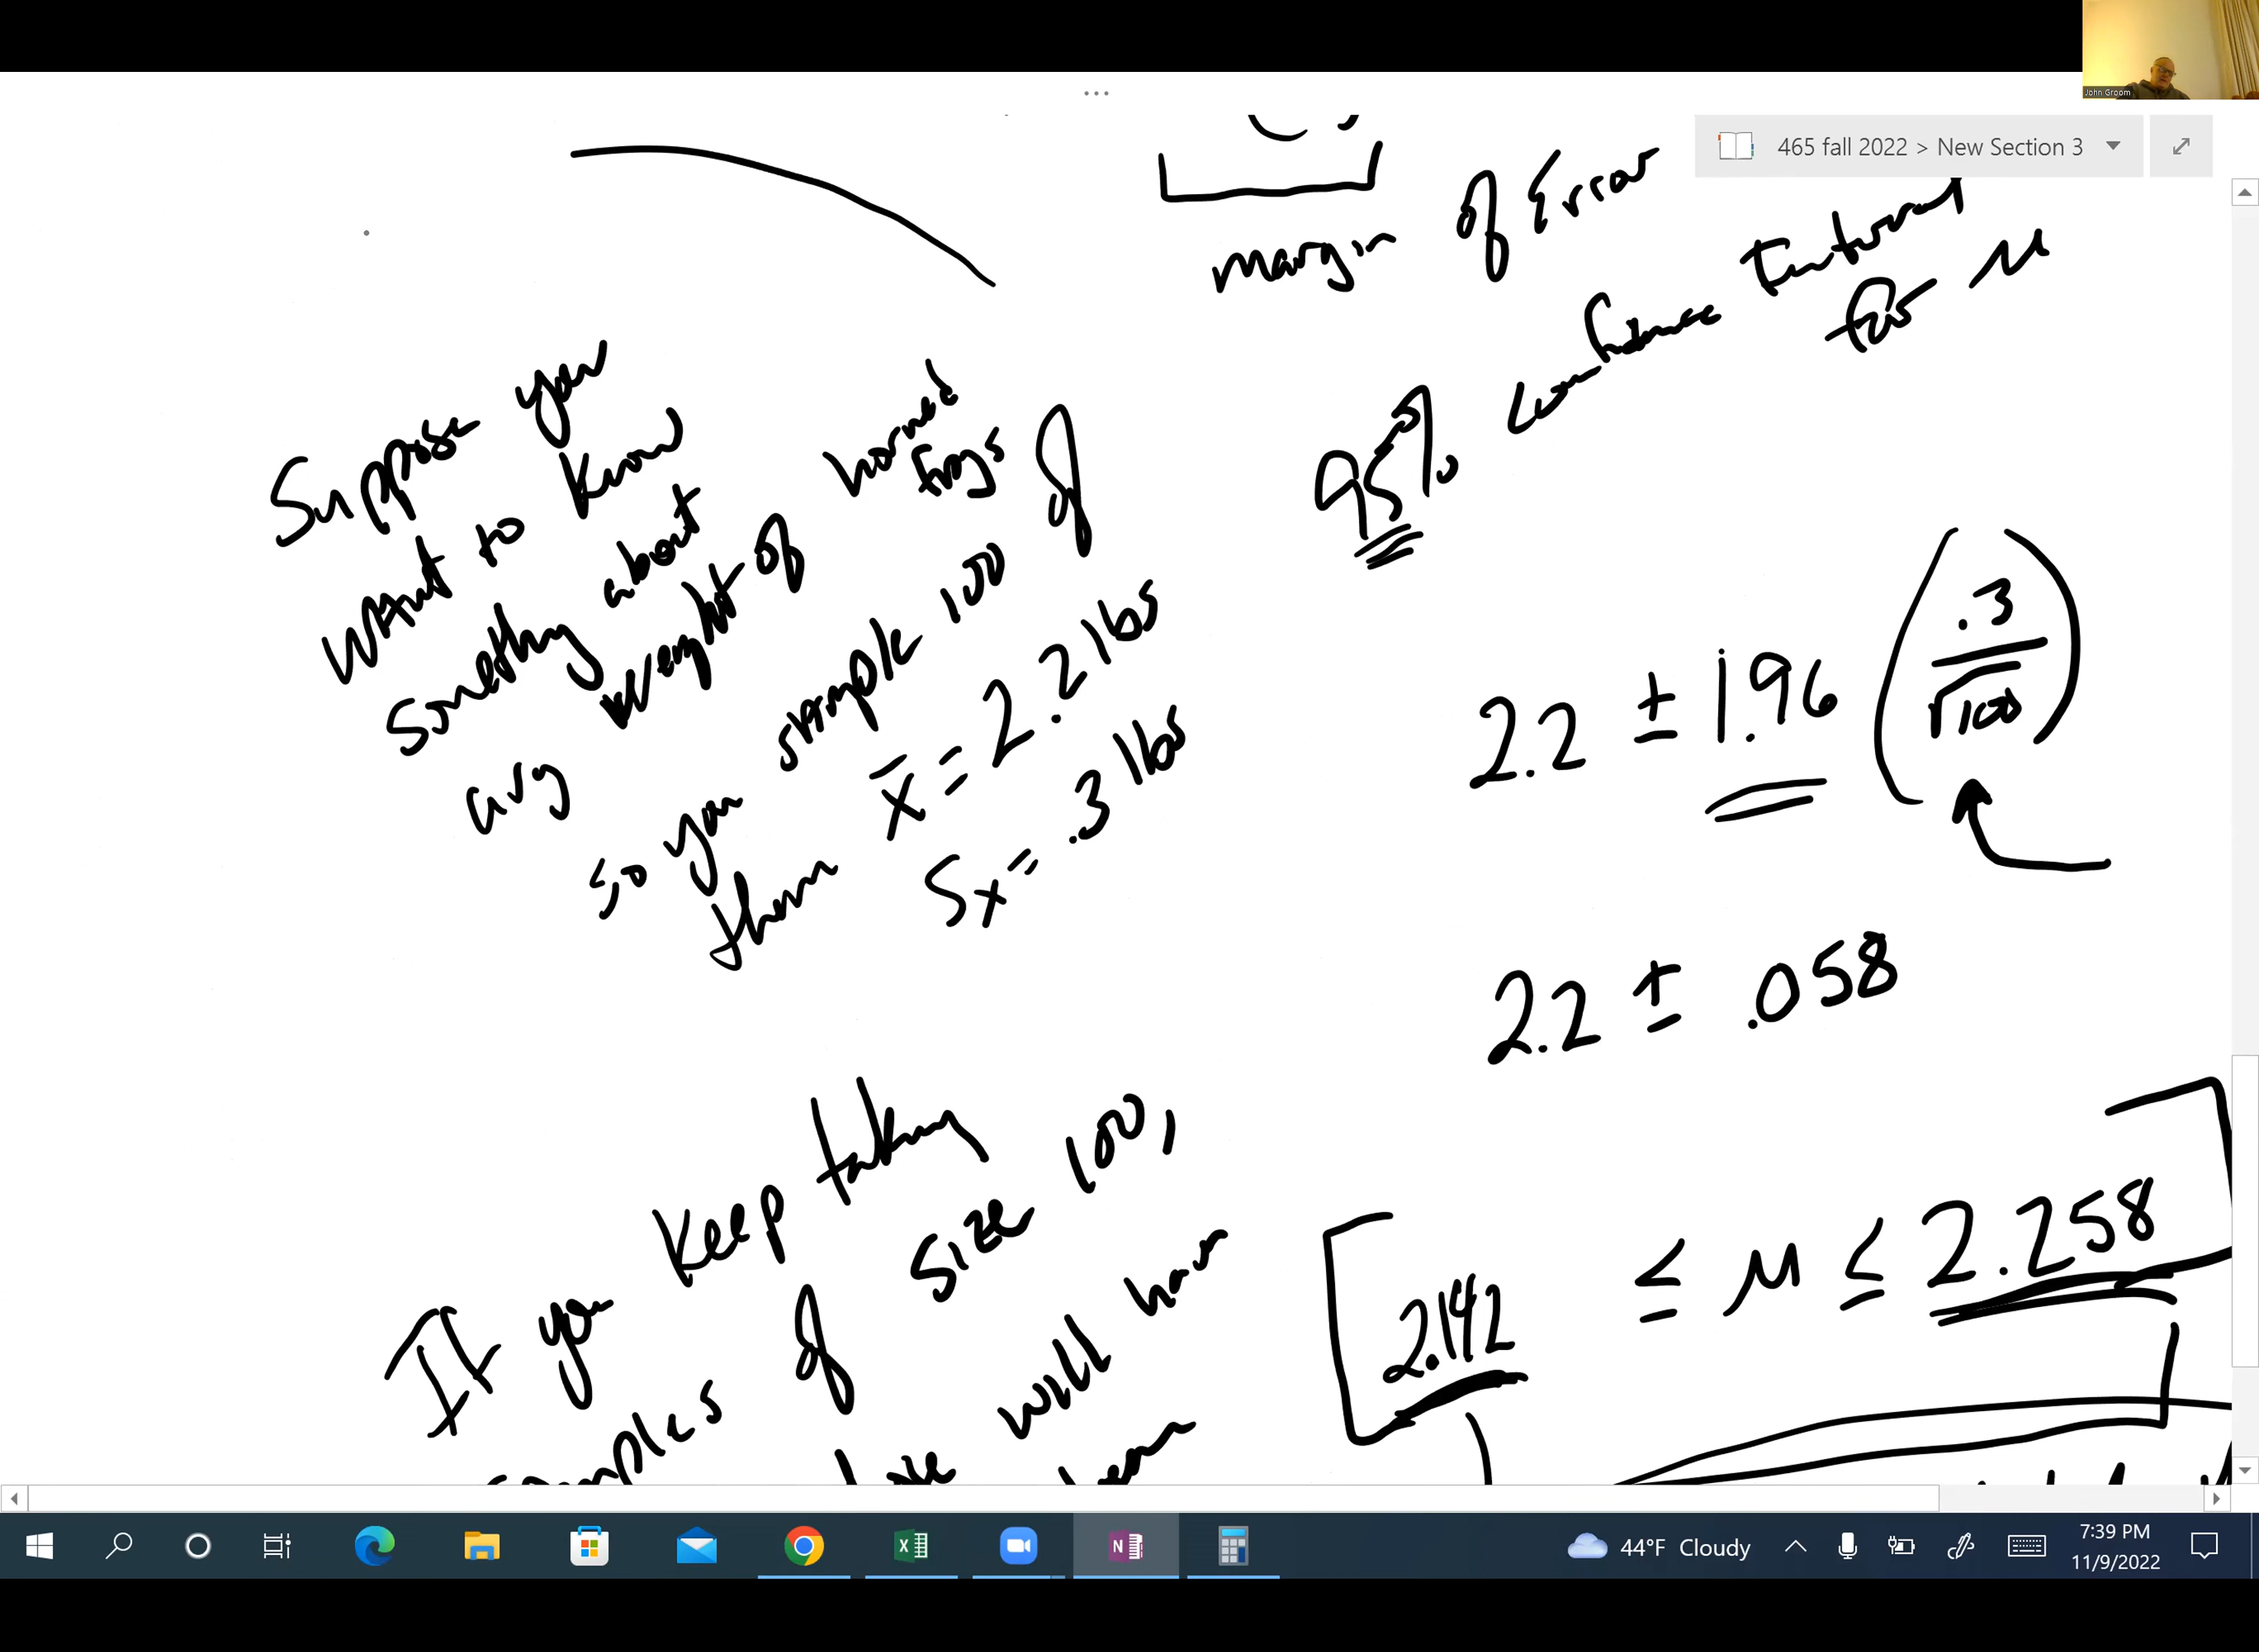 John Groom
465 fall 2022 > New Section 3
margin of Error
95% Confidence Interval
for μ
Suppose you
want to know
something about
avg weight of horned
frogs
so you sample 100 of
them
x̄ = 2.2 lbs
Sx = .3 lbs
2.2 ± 1.96 (.3/√100)
2.2 ± .058
2.142 ≤ μ ≤ 2.258
If you keep taking
samples of size 100,
will have
44°F Cloudy
7:39 PM
11/9/2022